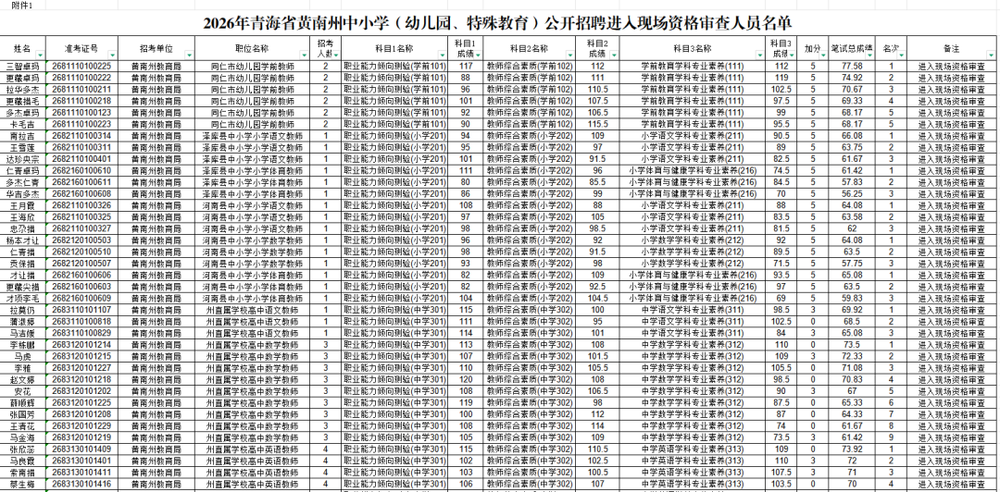 附件1
2026年青海省黄南州中小学（幼儿园、特殊教育）公开招聘进入现场资格审查人员名单
姓名 准考证号 招考单位 职位名称 招考人数 科目1名称 科目1成绩 科目2名称 科目2成绩 科目3名称 科目3成绩 加分 笔试总成绩 名次 备注
三智卓玛 2681110100225 黄南州教育局 同仁市幼儿园学前教师 2 职业能力倾向测验(学前101) 117 教师综合素质(学前102) 112 学前教育学科专业素养(111) 112 5 77.58 1 进入现场资格审查
更藏卓玛 2681110100222 黄南州教育局 同仁市幼儿园学前教师 2 职业能力倾向测验(学前101) 88 教师综合素质(学前102) 111 学前教育学科专业素养(111) 119 5 74.92 2 进入现场资格审查
拉华多杰 2681110100216 黄南州教育局 同仁市幼儿园学前教师 2 职业能力倾向测验(学前101) 96 教师综合素质(学前102) 110.5 学前教育学科专业素养(111) 102.5 5 70.67 3 进入现场资格审查
更藏措毛 2681110100218 黄南州教育局 同仁市幼儿园学前教师 2 职业能力倾向测验(学前101) 101 教师综合素质(学前102) 107.5 学前教育学科专业素养(111) 97.5 5 69.33 4 进入现场资格审查
多杰卓玛 2681110100123 黄南州教育局 同仁市幼儿园学前教师 2 职业能力倾向测验(学前101) 92 教师综合素质(学前102) 106.5 学前教育学科专业素养(111) 99 5 68.17 5 进入现场资格审查
卡毛吉 2681110100223 黄南州教育局 同仁市幼儿园学前教师 2 职业能力倾向测验(学前101) 90 教师综合素质(学前102) 115.5 学前教育学科专业素养(111) 95.5 5 68.17 5 进入现场资格审查
南拉吉 2682110100314 黄南州教育局 泽库县中小学小学语文教师 1 职业能力倾向测验(小学201) 94 教师综合素质(小学202) 109 小学语文学科专业素养(211) 90.5 5 66.08 1 进入现场资格审查
王雪莲 2682110100311 黄南州教育局 泽库县中小学小学语文教师 1 职业能力倾向测验(小学201) 95 教师综合素质(小学202) 97 小学语文学科专业素养(211) 89 5 63.75 2 进入现场资格审查
达珍央宗 2682110100401 黄南州教育局 泽库县中小学小学语文教师 1 职业能力倾向测验(小学201) 101 教师综合素质(小学202) 91.5 小学语文学科专业素养(211) 82.5 5 61.67 3 进入现场资格审查
仁青卓玛 2682160100610 黄南州教育局 泽库县中小学小学体育教师 1 职业能力倾向测验(小学201) 111 教师综合素质(小学202) 96 小学体育与健康学科专业素养(216) 74.5 5 61.42 1 进入现场资格审查
多杰仁青 2682160100611 黄南州教育局 泽库县中小学小学体育教师 1 职业能力倾向测验(小学201) 80 教师综合素质(小学202) 85.5 小学体育与健康学科专业素养(216) 84.5 5 57.83 2 进入现场资格审查
华吉多杰 2682160100608 黄南州教育局 泽库县中小学小学体育教师 1 职业能力倾向测验(小学201) 86 教师综合素质(小学202) 99 小学体育与健康学科专业素养(216) 70 5 56.25 3 进入现场资格审查
王月霞 2682110100326 黄南州教育局 河南县中小学小学语文教师 1 职业能力倾向测验(小学201) 108 教师综合素质(小学202) 88 小学语文学科专业素养(211) 88 5 64.08 1 进入现场资格审查
王海欣 2682110100325 黄南州教育局 河南县中小学小学语文教师 1 职业能力倾向测验(小学201) 97 教师综合素质(小学202) 105 小学语文学科专业素养(211) 83.5 5 63.58 2 进入现场资格审查
忠尕措 2682110100327 黄南州教育局 河南县中小学小学语文教师 1 职业能力倾向测验(小学201) 98 教师综合素质(小学202) 98.5 小学语文学科专业素养(211) 81.5 5 62 3 进入现场资格审查
杨本才让 2682120100503 黄南州教育局 河南县中小学小学数学教师 1 职业能力倾向测验(小学201) 96 教师综合素质(小学202) 92 小学数学学科专业素养(212) 92 5 64.08 1 进入现场资格审查
仁青措 2682120100510 黄南州教育局 河南县中小学小学数学教师 1 职业能力倾向测验(小学201) 98 教师综合素质(小学202) 91.5 小学数学学科专业素养(212) 89.5 5 63.5 2 进入现场资格审查
贡保措 2682120100507 黄南州教育局 河南县中小学小学数学教师 1 职业能力倾向测验(小学201) 93 教师综合素质(小学202) 98 小学数学学科专业素养(212) 71.5 5 57.75 3 进入现场资格审查
才让措 2682160100606 黄南州教育局 河南县中小学小学体育教师 1 职业能力倾向测验(小学201) 82 教师综合素质(小学202) 109 小学体育与健康学科专业素养(216) 93.5 5 65.08 1 进入现场资格审查
更藏尖措 2682160100603 黄南州教育局 河南县中小学小学体育教师 1 职业能力倾向测验(小学201) 82 教师综合素质(小学202) 92.5 小学体育与健康学科专业素养(216) 97 5 63.5 2 进入现场资格审查
才项李毛 2682160100609 黄南州教育局 河南县中小学小学体育教师 1 职业能力倾向测验(小学201) 104 教师综合素质(小学202) 104.5 小学体育与健康学科专业素养(216) 69 5 59.83 3 进入现场资格审查
拉莫仍 2683110101107 黄南州教育局 州直属学校高中语文教师 1 职业能力倾向测验(中学301) 115 教师综合素质(中学302) 100 中学语文学科专业素养(311) 98.5 3 69.92 1 进入现场资格审查
蒲淑婷 2683110100818 黄南州教育局 州直属学校高中语文教师 1 职业能力倾向测验(中学301) 111 教师综合素质(中学302) 95 中学语文学科专业素养(311) 102.5 0 68.5 2 进入现场资格审查
马洁媛 2683110100829 黄南州教育局 州直属学校高中语文教师 1 职业能力倾向测验(中学301) 114 教师综合素质(中学302) 101 中学语文学科专业素养(311) 84 3 65.08 3 进入现场资格审查
李栋鹏 2683120101214 黄南州教育局 州直属学校高中数学教师 3 职业能力倾向测验(中学301) 113 教师综合素质(中学302) 108 中学数学学科专业素养(312) 110 0 73.5 1 进入现场资格审查
马虎 2683120101215 黄南州教育局 州直属学校高中数学教师 3 职业能力倾向测验(中学301) 107 教师综合素质(中学302) 101.5 中学数学学科专业素养(312) 109 3 72.33 2 进入现场资格审查
李雅 2683120101227 黄南州教育局 州直属学校高中数学教师 3 职业能力倾向测验(中学301) 110 教师综合素质(中学302) 105.5 中学数学学科专业素养(312) 105.5 0 71.08 3 进入现场资格审查
赵文婷 2683120101218 黄南州教育局 州直属学校高中数学教师 3 职业能力倾向测验(中学301) 120 教师综合素质(中学302) 108 中学数学学科专业素养(312) 98.5 0 70.83 4 进入现场资格审查
安花 2683120101202 黄南州教育局 州直属学校高中数学教师 3 职业能力倾向测验(中学301) 108 教师综合素质(中学302) 106.5 中学数学学科专业素养(312) 90 3 67 5 进入现场资格审查
薛顺辉 2683120101225 黄南州教育局 州直属学校高中数学教师 3 职业能力倾向测验(中学301) 119 教师综合素质(中学302) 98 中学数学学科专业素养(312) 87.5 0 65.33 6 进入现场资格审查
张国芳 2683120101208 黄南州教育局 州直属学校高中数学教师 3 职业能力倾向测验(中学301) 100 教师综合素质(中学302) 112 中学数学学科专业素养(312) 87 0 64.33 7 进入现场资格审查
王清花 2683120101229 黄南州教育局 州直属学校高中数学教师 3 职业能力倾向测验(中学301) 108 教师综合素质(中学302) 114 中学数学学科专业素养(312) 74 0 61.67 8 进入现场资格审查
马金海 2683120101219 黄南州教育局 州直属学校高中数学教师 3 职业能力倾向测验(中学301) 105 教师综合素质(中学302) 109 中学数学学科专业素养(312) 73.5 3 61.42 9 进入现场资格审查
张欣蕊 2683130101409 黄南州教育局 州直属学校高中英语教师 4 职业能力倾向测验(中学301) 115 教师综合素质(中学302) 110.5 中学英语学科专业素养(313) 109 0 73.92 1 进入现场资格审查
马良霞 2683130101401 黄南州教育局 州直属学校高中英语教师 4 职业能力倾向测验(中学301) 102 教师综合素质(中学302) 102.5 中学英语学科专业素养(313) 110 3 72 2 进入现场资格审查
索南措 2683130101411 黄南州教育局 州直属学校高中英语教师 4 职业能力倾向测验(中学301) 103 教师综合素质(中学302) 100.5 中学英语学科专业素养(313) 107.5 3 71 3 进入现场资格审查
蔡生梅 2683130101416 黄南州教育局 州直属学校高中英语教师 4 职业能力倾向测验(中学301) 106 教师综合素质(中学302) 107 中学英语学科专业素养(313) 103.5 0 70 4 进入现场资格审查